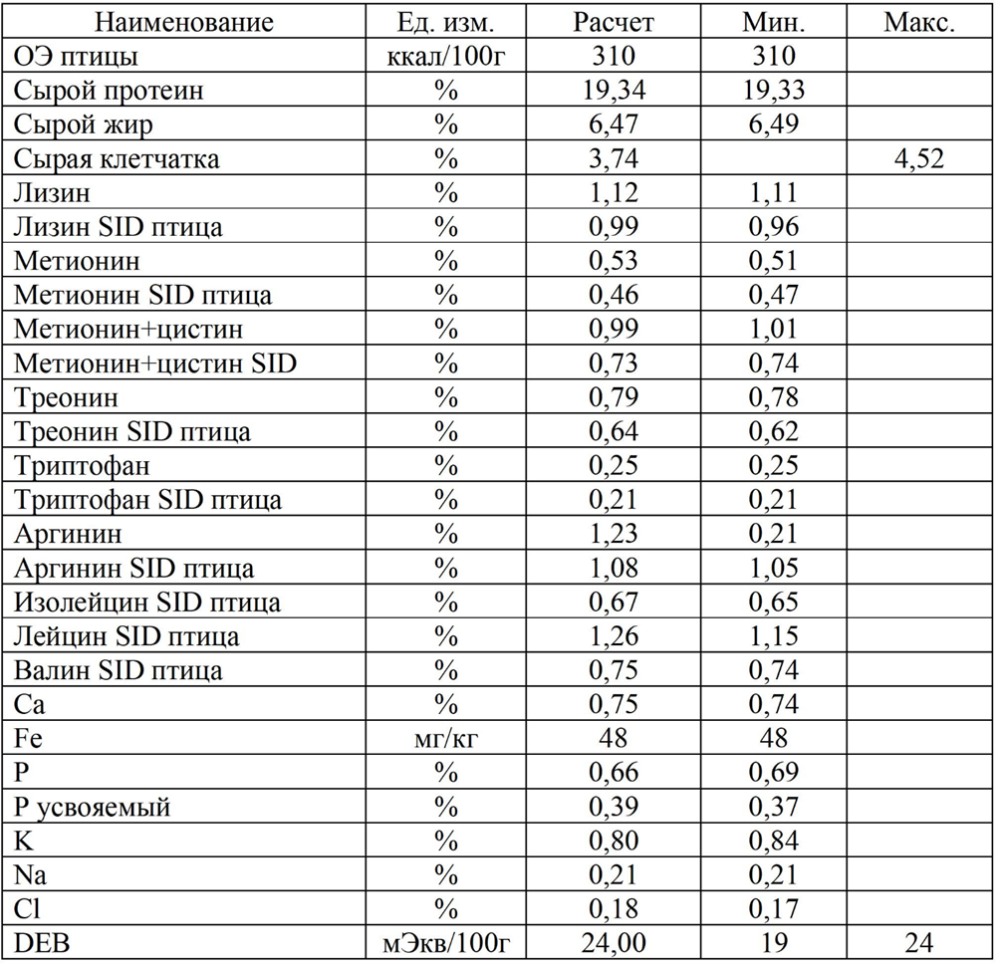 Наименование Ед. изм. Расчет Мин. Макс.
ОЭ птицы ккал/100г 310 310
Сырой протеин % 19,34 19,33
Сырой жир % 6,47 6,49
Сырая клетчатка % 3,74 4,52
Лизин % 1,12 1,11
Лизин SID птица % 0,99 0,96
Метионин % 0,53 0,51
Метионин SID птица % 0,46 0,47
Метионин+цистин % 0,99 1,01
Метионин+цистин SID % 0,73 0,74
Треонин % 0,79 0,78
Треонин SID птица % 0,64 0,62
Триптофан % 0,25 0,25
Триптофан SID птица % 0,21 0,21
Аргинин % 1,23 0,21
Аргинин SID птица % 1,08 1,05
Изолейцин SID птица % 0,67 0,65
Лейцин SID птица % 1,26 1,15
Валин SID птица % 0,75 0,74
Ca % 0,75 0,74
Fe мг/кг 48 48
P % 0,66 0,69
P усвояемый % 0,39 0,37
K % 0,80 0,84
Na % 0,21 0,21
Cl % 0,18 0,17
DEB мЭкв/100г 24,00 19 24